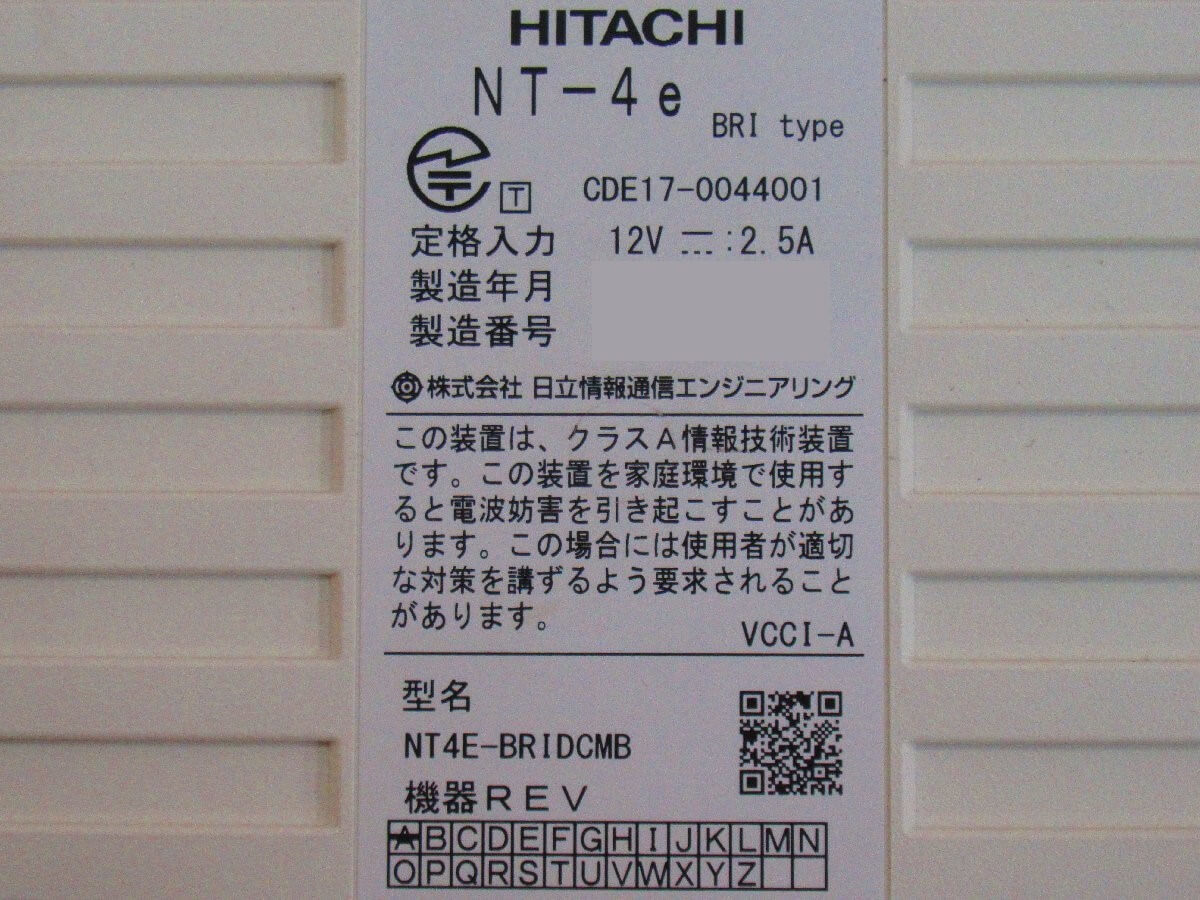 HITACHI
NT-4e
BRI type
T
CDE17-0044001
定格入力 12V ⎓:2.5A
製造年月
製造番号
株式会社 日立情報通信エンジニアリング
この装置は、クラスA情報技術装置
です。この装置を家庭環境で使用す
ると電波妨害を引き起こすことがあ
ります。この場合には使用者が適切
な対策を講ずるよう要求されること
があります。
VCCI-A
型名
NT4E-BRIDCMB
機器REV
A B C D E F G H I J K L M N
O P Q R S T U V W X Y Z